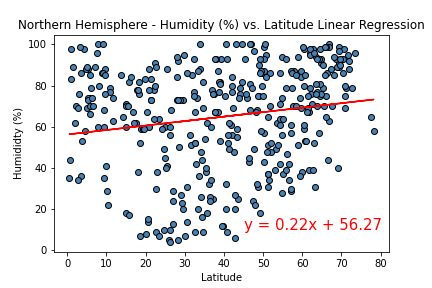 Northern Hemisphere - Humidity (%) vs. Latitude Linear Regression
100
80
60
40
20
0
Humididty (%)
y = 0.22x + 56.27
0 10 20 30 40 50 60 70 80
Latitude